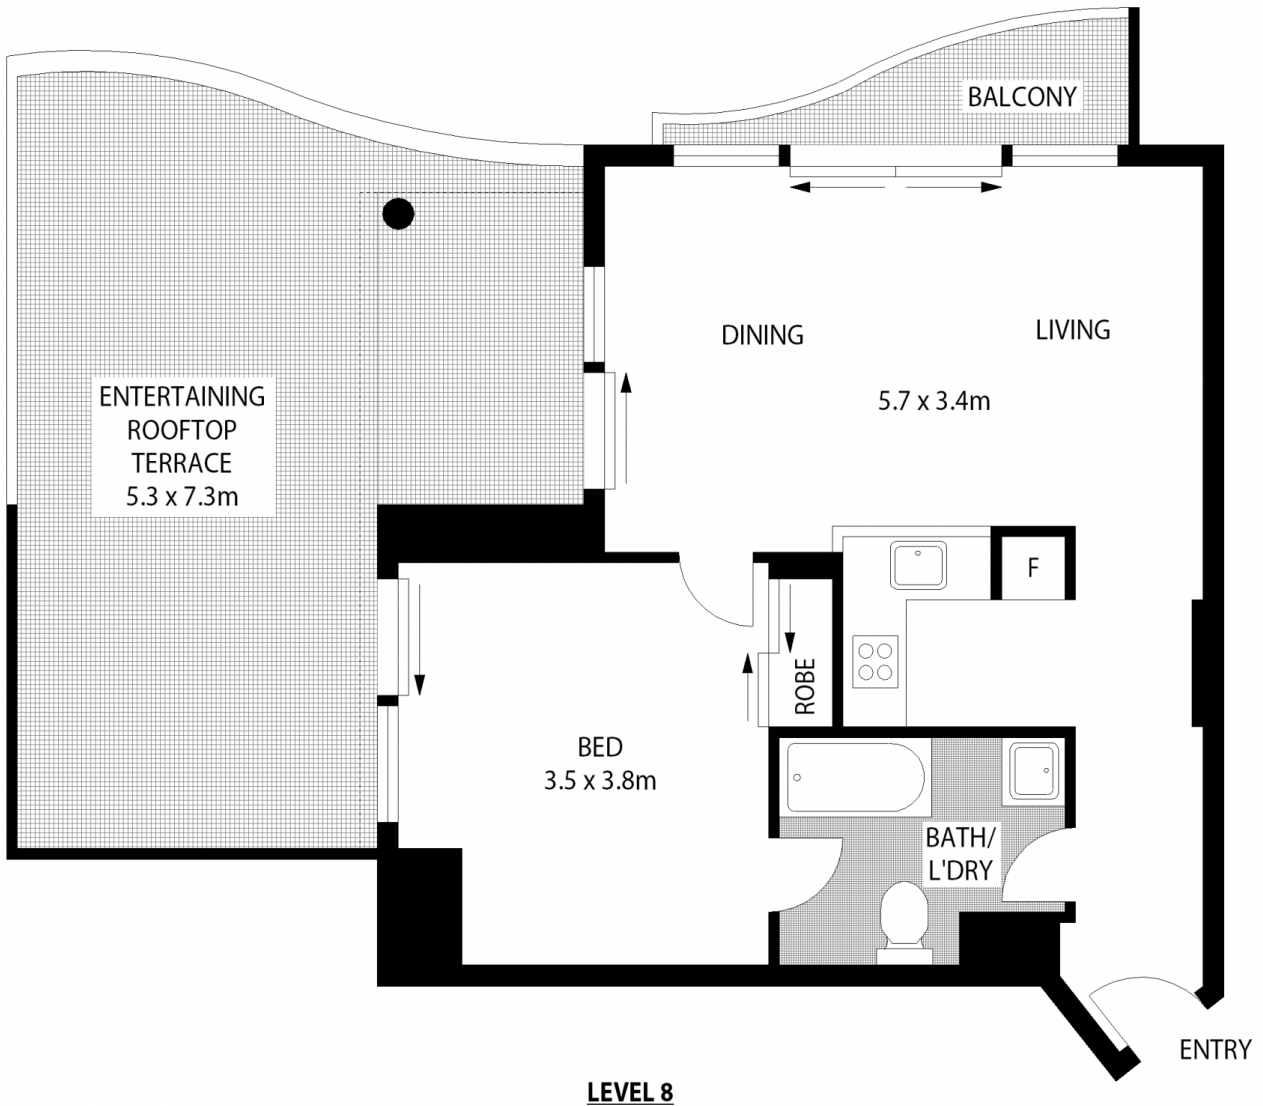 BALCONY
DINING
LIVING
5.7 x 3.4m
ENTERTAINING
ROOFTOP
TERRACE
5.3 x 7.3m
F
ROBE
BED
3.5 x 3.8m
BATH/
L'DRY
ENTRY
LEVEL 8